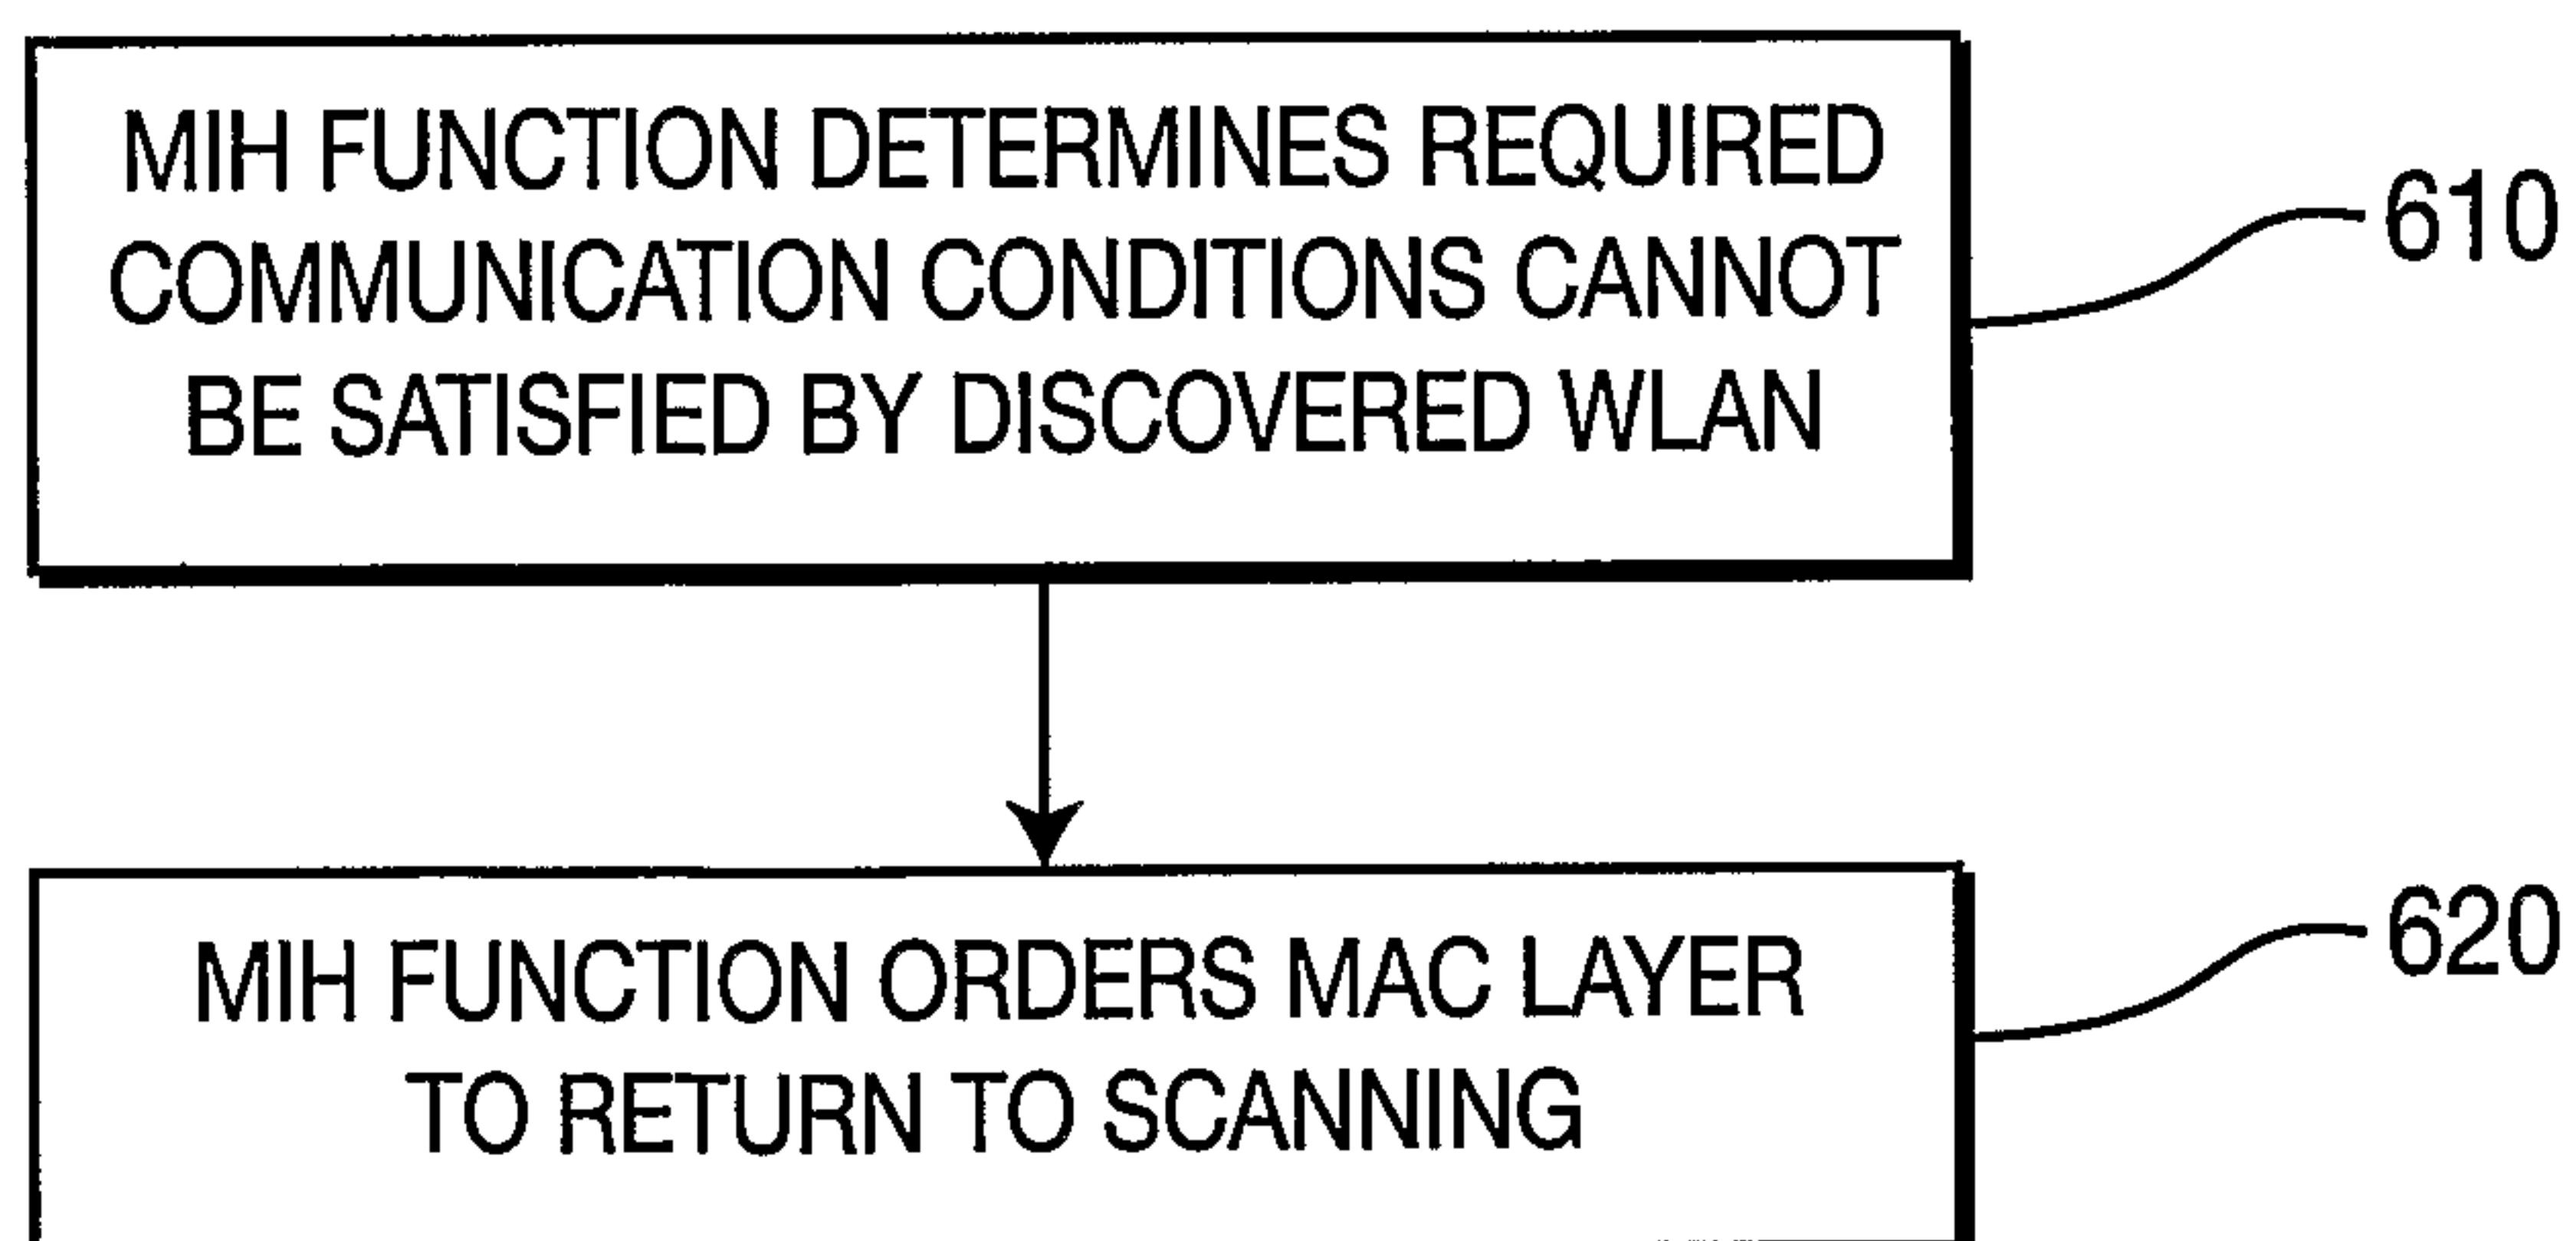 MIH FUNCTION DETERMINES REQUIRED
COMMUNICATION CONDITIONS CANNOT
BE SATISFIED BY DISCOVERED WLAN
610
MIH FUNCTION ORDERS MAC LAYER
TO RETURN TO SCANNING
620